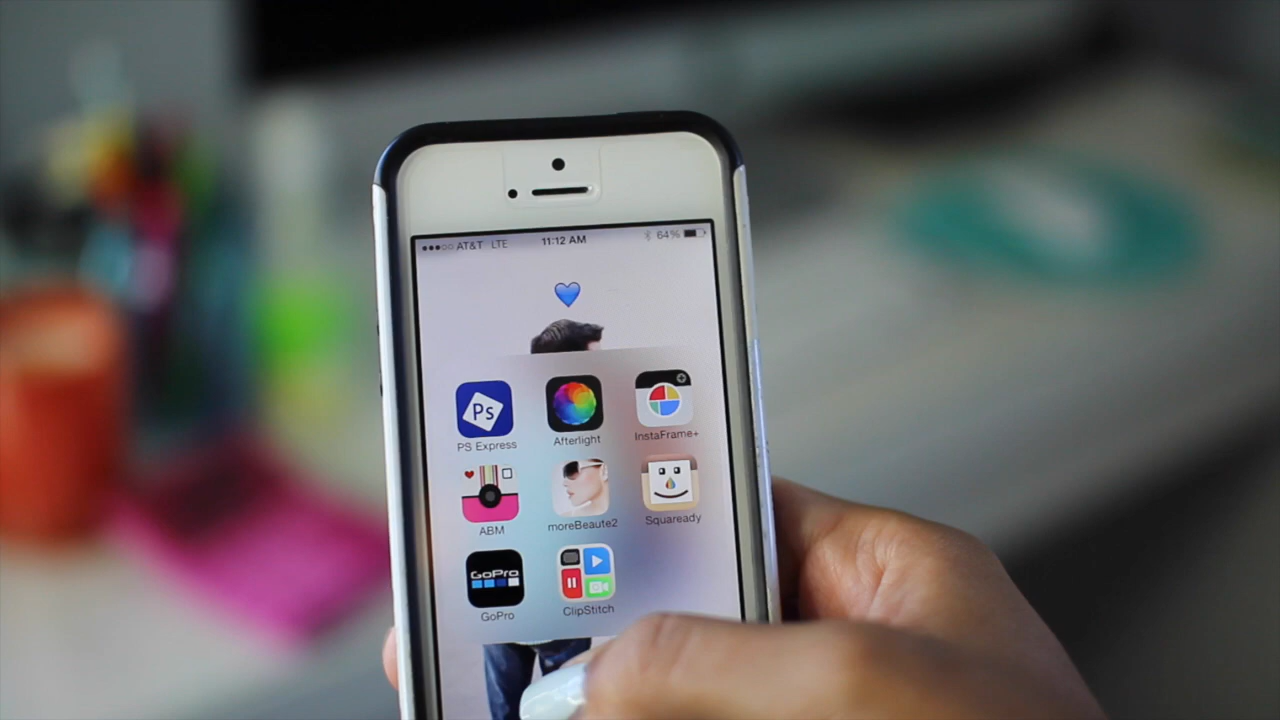 AT&T LTE 11:12 AM 64%
Ps
PS Express Afterlight InstaFrame+
ABM moreBeaute2 Squaready
GoPro
GoPro ClipStitch